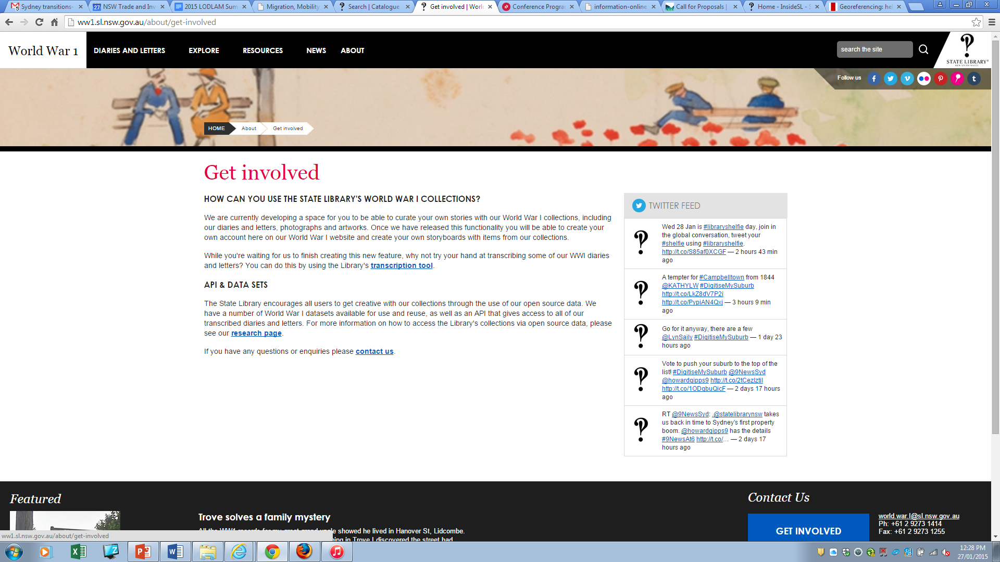 Sydney transitions-
27 NSW Trade and Inv
2015 LODLAM Sum
Migration, Mobility
Search | Catalogue
Get involved | Worl
Conference Progra
information-online
Call for Proposals |
Home - InsideSL - S
Georeferencing: hel
ww1.sl.nsw.gov.au/about/get-involved
World War 1
DIARIES AND LETTERS EXPLORE RESOURCES NEWS ABOUT
search the site
STATE LIBRARY®
NEW SOUTH WALES
Follow us
HOME About Get involved
Get involved
HOW CAN YOU USE THE STATE LIBRARY'S WORLD WAR I COLLECTIONS?
We are currently developing a space for you to be able to curate your own stories with our World War I collections, including
our diaries and letters, photographs and artworks. Once we have released this functionality you will be able to create your
own account here on our World War I website and create your own storyboards with items from our collections.
While you're waiting for us to finish creating this new feature, why not try your hand at transcribing some of our WWI diaries
and letters? You can do this by using the Library's transcription tool.
API & DATA SETS
The State Library encourages all users to get creative with our collections through the use of our open source data. We
have a number of World War I datasets available for use and reuse, as well as an API that gives access to all of our
transcribed diaries and letters. For more information on how to access the Library's collections via open source data, please
see our research page.
If you have any questions or enquiries please contact us.
TWITTER FEED
Wed 28 Jan is #libraryshelfie day, join in
the global conversation, tweet your
#shelfie using #libraryshelfie.
http://t.co/S85af0XCGF — 2 hours 43 min
ago
A tempter for #Campbelltown from 1844
@KATHYLW #DigitiseMySuburb
http://t.co/LkZ8dV7P2i
http://t.co/PypiAN4Qxj — 3 hours 9 min
ago
Go for it anyway, there are a few
@LynSaily #DigitiseMySuburb — 1 day 23
hours ago
Vote to push your suburb to the top of the
list! #DigitiseMySuburb @9NewsSyd
@howardgipps9 http://t.co/2tCezIztiI
http://t.co/1ODqbuQicF — 2 days 17 hours
ago
RT @9NewsSyd: .@statelibrarynsw takes
us back in time to Sydney's first property
boom. @howardgipps9 has the details
#9NewsAt6 http://t.co/… — 2 days 17
hours ago
Featured
Trove solves a family mystery
showed he lived in Hanover St, Lidcombe.
in Trove I discovered the street had
Contact Us
GET INVOLVED
world.war.I@sl.nsw.gov.au
Ph: +61 2 9273 1414
Fax: +61 2 9273 1255
ww1.sl.nsw.gov.au/about/get-involved
12:28 PM
27/01/2015